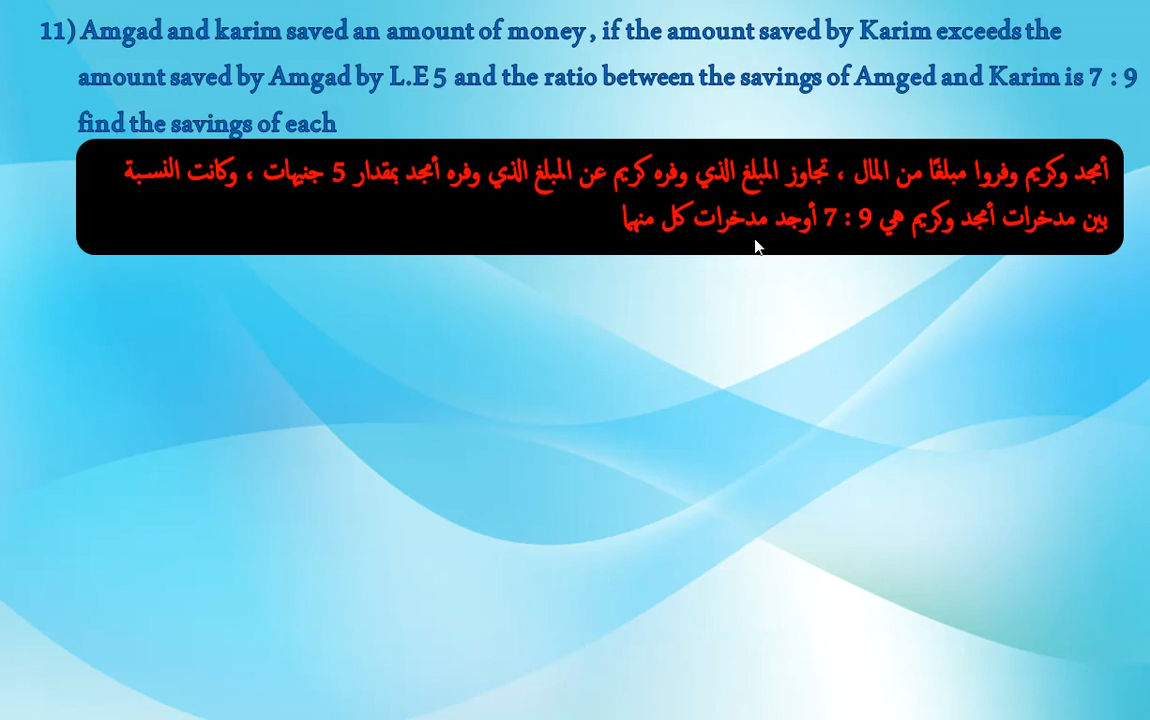 11) Amgad and karim saved an amount of money , if the amount saved by Karim exceeds the
amount saved by Amgad by L.E 5 and the ratio between the savings of Amged and Karim is 7 : 9
find the savings of each
أمجد وكريم وفروا مبلغًا من المال ، تجاوز المبلغ الذي وفره كريم عن المبلغ الذي وفره أمجد بمقدار 5 جنيهات ، وكانت النسبة
بين مدخرات أمجد وكريم هي 9 : 7 أوجد مدخرات كل منهما